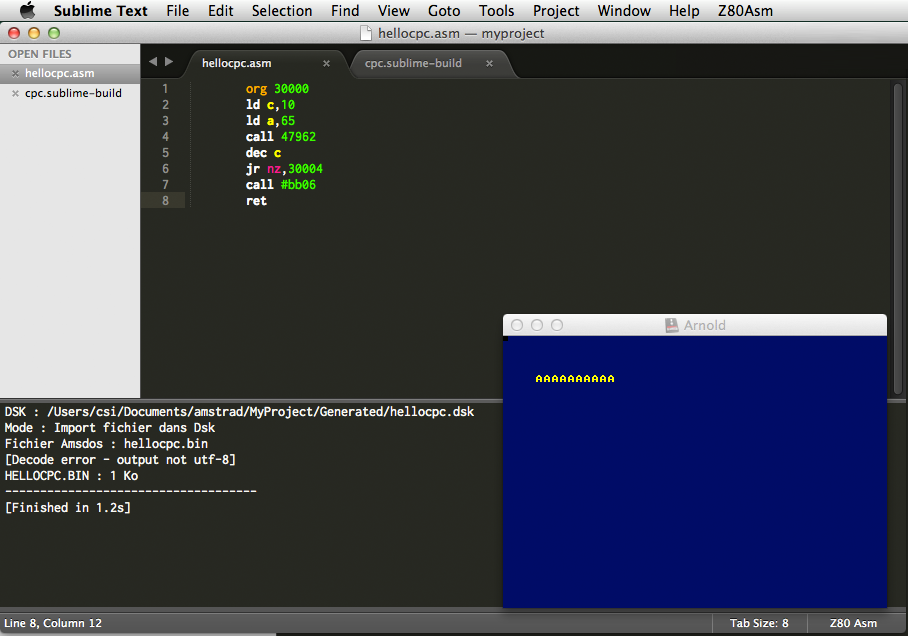 Sublime Text File Edit Selection Find View Goto Tools Project Window Help Z80Asm
hellocpc.asm — myproject
OPEN FILES
hellocpc.asm
cpc.sublime-build
hellocpc.asm cpc.sublime-build
1 org 30000
2 ld c,10
3 ld a,65
4 call 47962
5 dec c
6 jr nz,30004
7 call #bb06
8 ret
Arnold
AAAAAAAAAA
DSK : /Users/csi/Documents/amstrad/MyProject/Generated/hellocpc.dsk
Mode : Import fichier dans Dsk
Fichier Amsdos : hellocpc.bin
[Decode error - output not utf-8]
HELLOCPC.BIN : 1 Ko
-----------------------------------
[Finished in 1.2s]
Line 8, Column 12 Tab Size: 8 Z80 Asm